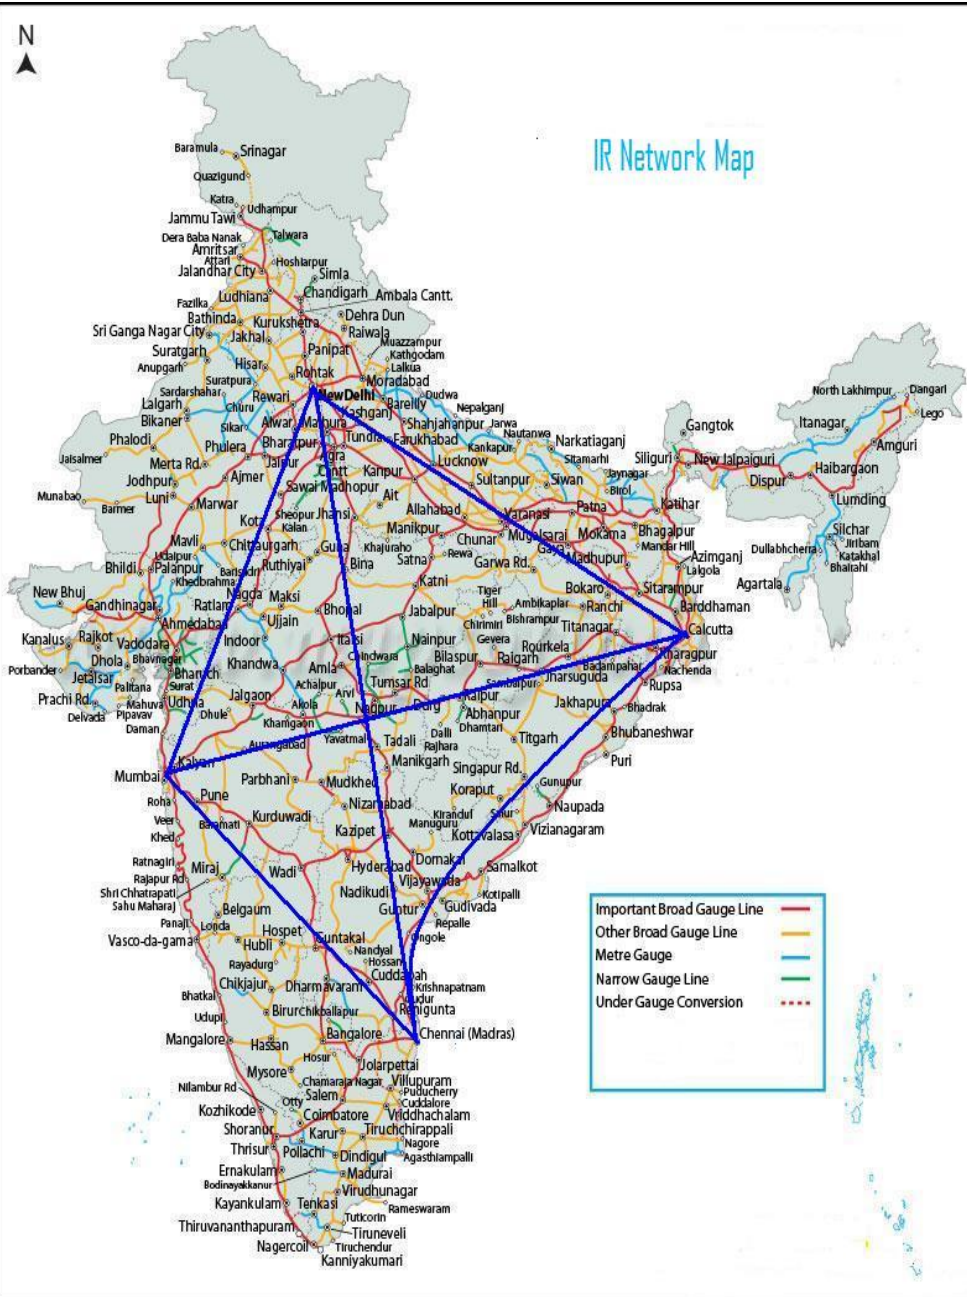 N
IR Network Map
Baramula
Srinagar
Quazigund
Katra
Udhampur
Jammu Tawi
Talwara
Dera Baba Nanak
Amritsar
Attari
Hoshiarpur
Jalandhar City
Simla
Ludhiana
Chandigarh
Ambala Cantt.
Fazilka
Bathinda
Kurukshetra
Dehra Dun
Sri Ganga Nagar City
Jakhal
Raiwala
Muazzampur
Suratgarh
Panipat
Kathgodam
Anupgarh
Hisar
Lalkua
Suratpura
Rohtak
Moradabad
Sardarshahar
NewDelhi
Dudwa
Lalgarh
Churu
Rewari
Bareilly
Nepalganj
North Lakhimpur
Dangari
Bikaner
Sikar
Alwar
Mathura
Kashganj
Shahjahanpur
Jarwa
Lego
Phalodi
Phulera
Bharatpur
Tundla
Farukhabad
Nautanwa
Narkatiaganj
Gangtok
Itanagar
Amguri
Jaisalmer
Merta Rd.
Jaipur
Agra
Cantt
Kanpur
Lucknow
Kankapur
Sitamarhi
Siliguri
New Jalpaiguri
Haibargaon
Jodhpur
Ajmer
Sawai Madhopur
Sultanpur
Siwan
Jaynagar
Birol
Dispur
Munabao
Luni
Ait
Katihar
Lumding
Barmer
Marwar
Kota
Sheopur
Kalan
Jhansi
Allahabad
Varanasi
Patna
Manikpur
Mughalsarai
Mokama
Bhagalpur
Silchar
Mavli
Chittaurgarh
Guna
Khajuraho
Chunar
Gaya
Mandar Hill
Dullabhcherra
Jiribam
Udaipur
Ruthiyai
Bina
Satna
Rewa
Garwa Rd.
Madhupur
Azimganj
Katakhal
Bhildi
Palanpur
Lalgola
Bhairabi
Khedbrahma
Katni
Bokaro
Sitarampur
Agartala
New Bhuj
Nagda
Maksi
Tiger
Hill
Ambikaplar
Ranchi
Gandhinagar
Ratlam
Bhopal
Jabalpur
Bishrampur
Barddhaman
Ahmedabad
Ujjain
Chirimiri
Titanagar
Calcutta
Kanalus
Rajkot
Vadodara
Indoor
Itarsi
Nainpur
Gevera
Rourkela
Kharagpur
Porbander
Dhola
Bhavnagar
Khandwa
Amla
Chindwara
Bilaspur
Raigarh
Badampahar
Nachenda
Jetalsar
Bharuch
Balaghat
Jharsuguda
Rupsa
Palitana
Surat
Achalpur
Tumsar Rd
Sambalpur
Prachi Rd.
Mahuva
Udhna
Jalgaon
Arvi
Raipur
Jakhapura
Bhadrak
Delvada
Pipavav
Dhule
Akola
Nagpur
Durg
Abhanpur
Daman
Khamgaon
Dalli
Rajhara
Dhamtari
Bhubaneshwar
Aurangabad
Yavatmal
Tadali
Titgarh
Puri
Kalyan
Manikgarh
Singapur Rd.
Mumbai
Parbhani
Mudkhed
Gunupur
Pune
Koraput
Roha
Nizamabad
Kirandul
Naupada
Veer
Baramati
Kurduwadi
Manuguru
Vizianagaram
Khed
Kazipet
Kottavalasa
Ratnagiri
Miraj
Wadi
Hyderabad
Dornakal
Samalkot
Rajapur Rd
Vijayawada
Shri Chhatrapati
Sahu Maharaj
Nadikudi
Kotipalli
Belgaum
Guntur
Gudivada
Panaji
Londa
Hospet
Repalle
Vasco-da-gama
Hubli
Guntakal
Ongole
Nandyal
Rayadurg
Cuddapah
Chikjajur
Dharmavaram
Krishnapatnam
Bhatkal
Gudur
Birur
Chikballapur
Renigunta
Udupi
Chennai (Madras)
Mangalore
Hassan
Bangalore
Hosur
Jolarpettai
Mysore
Chamaraja Nagar
Villupuram
Nilambur Rd
Salem
Puducherry
Otty
Cuddalore
Kozhikode
Coimbatore
Vriddhachalam
Shoranur
Karur
Tiruchchirappali
Thrisur
Pollachi
Nagore
Dindigul
Agasthiampalli
Ernakulam
Madurai
Bodinayakkanur
Virudhunagar
Kayankulam
Tenkasi
Rameswaram
Thiruvananthapuram
Tuticorin
Tiruneveli
Nagercoil
Tiruchendur
Kanniyakumari
Important Broad Gauge Line
Other Broad Gauge Line
Metre Gauge
Narrow Gauge Line
Under Gauge Conversion